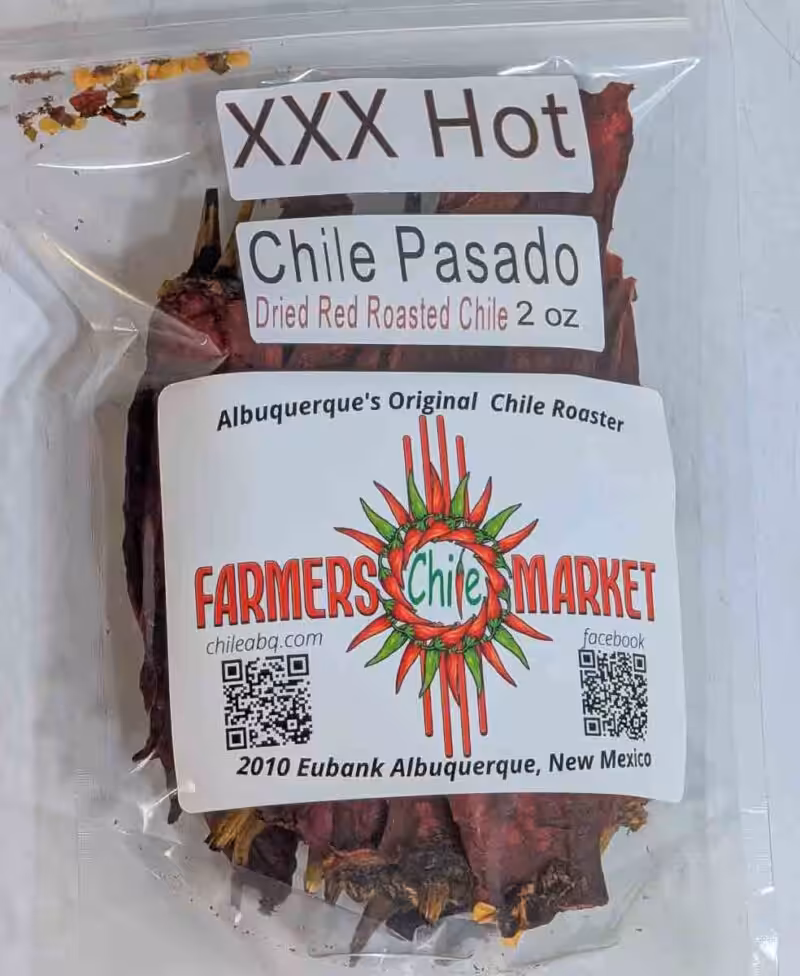 XXX Hot
Chile Pasado
Dried Red Roasted Chile 2 oz
Albuquerque's Original Chile Roaster
FARMERS Chile MARKET
chileabq.com facebook
2010 Eubank Albuquerque, New Mexico